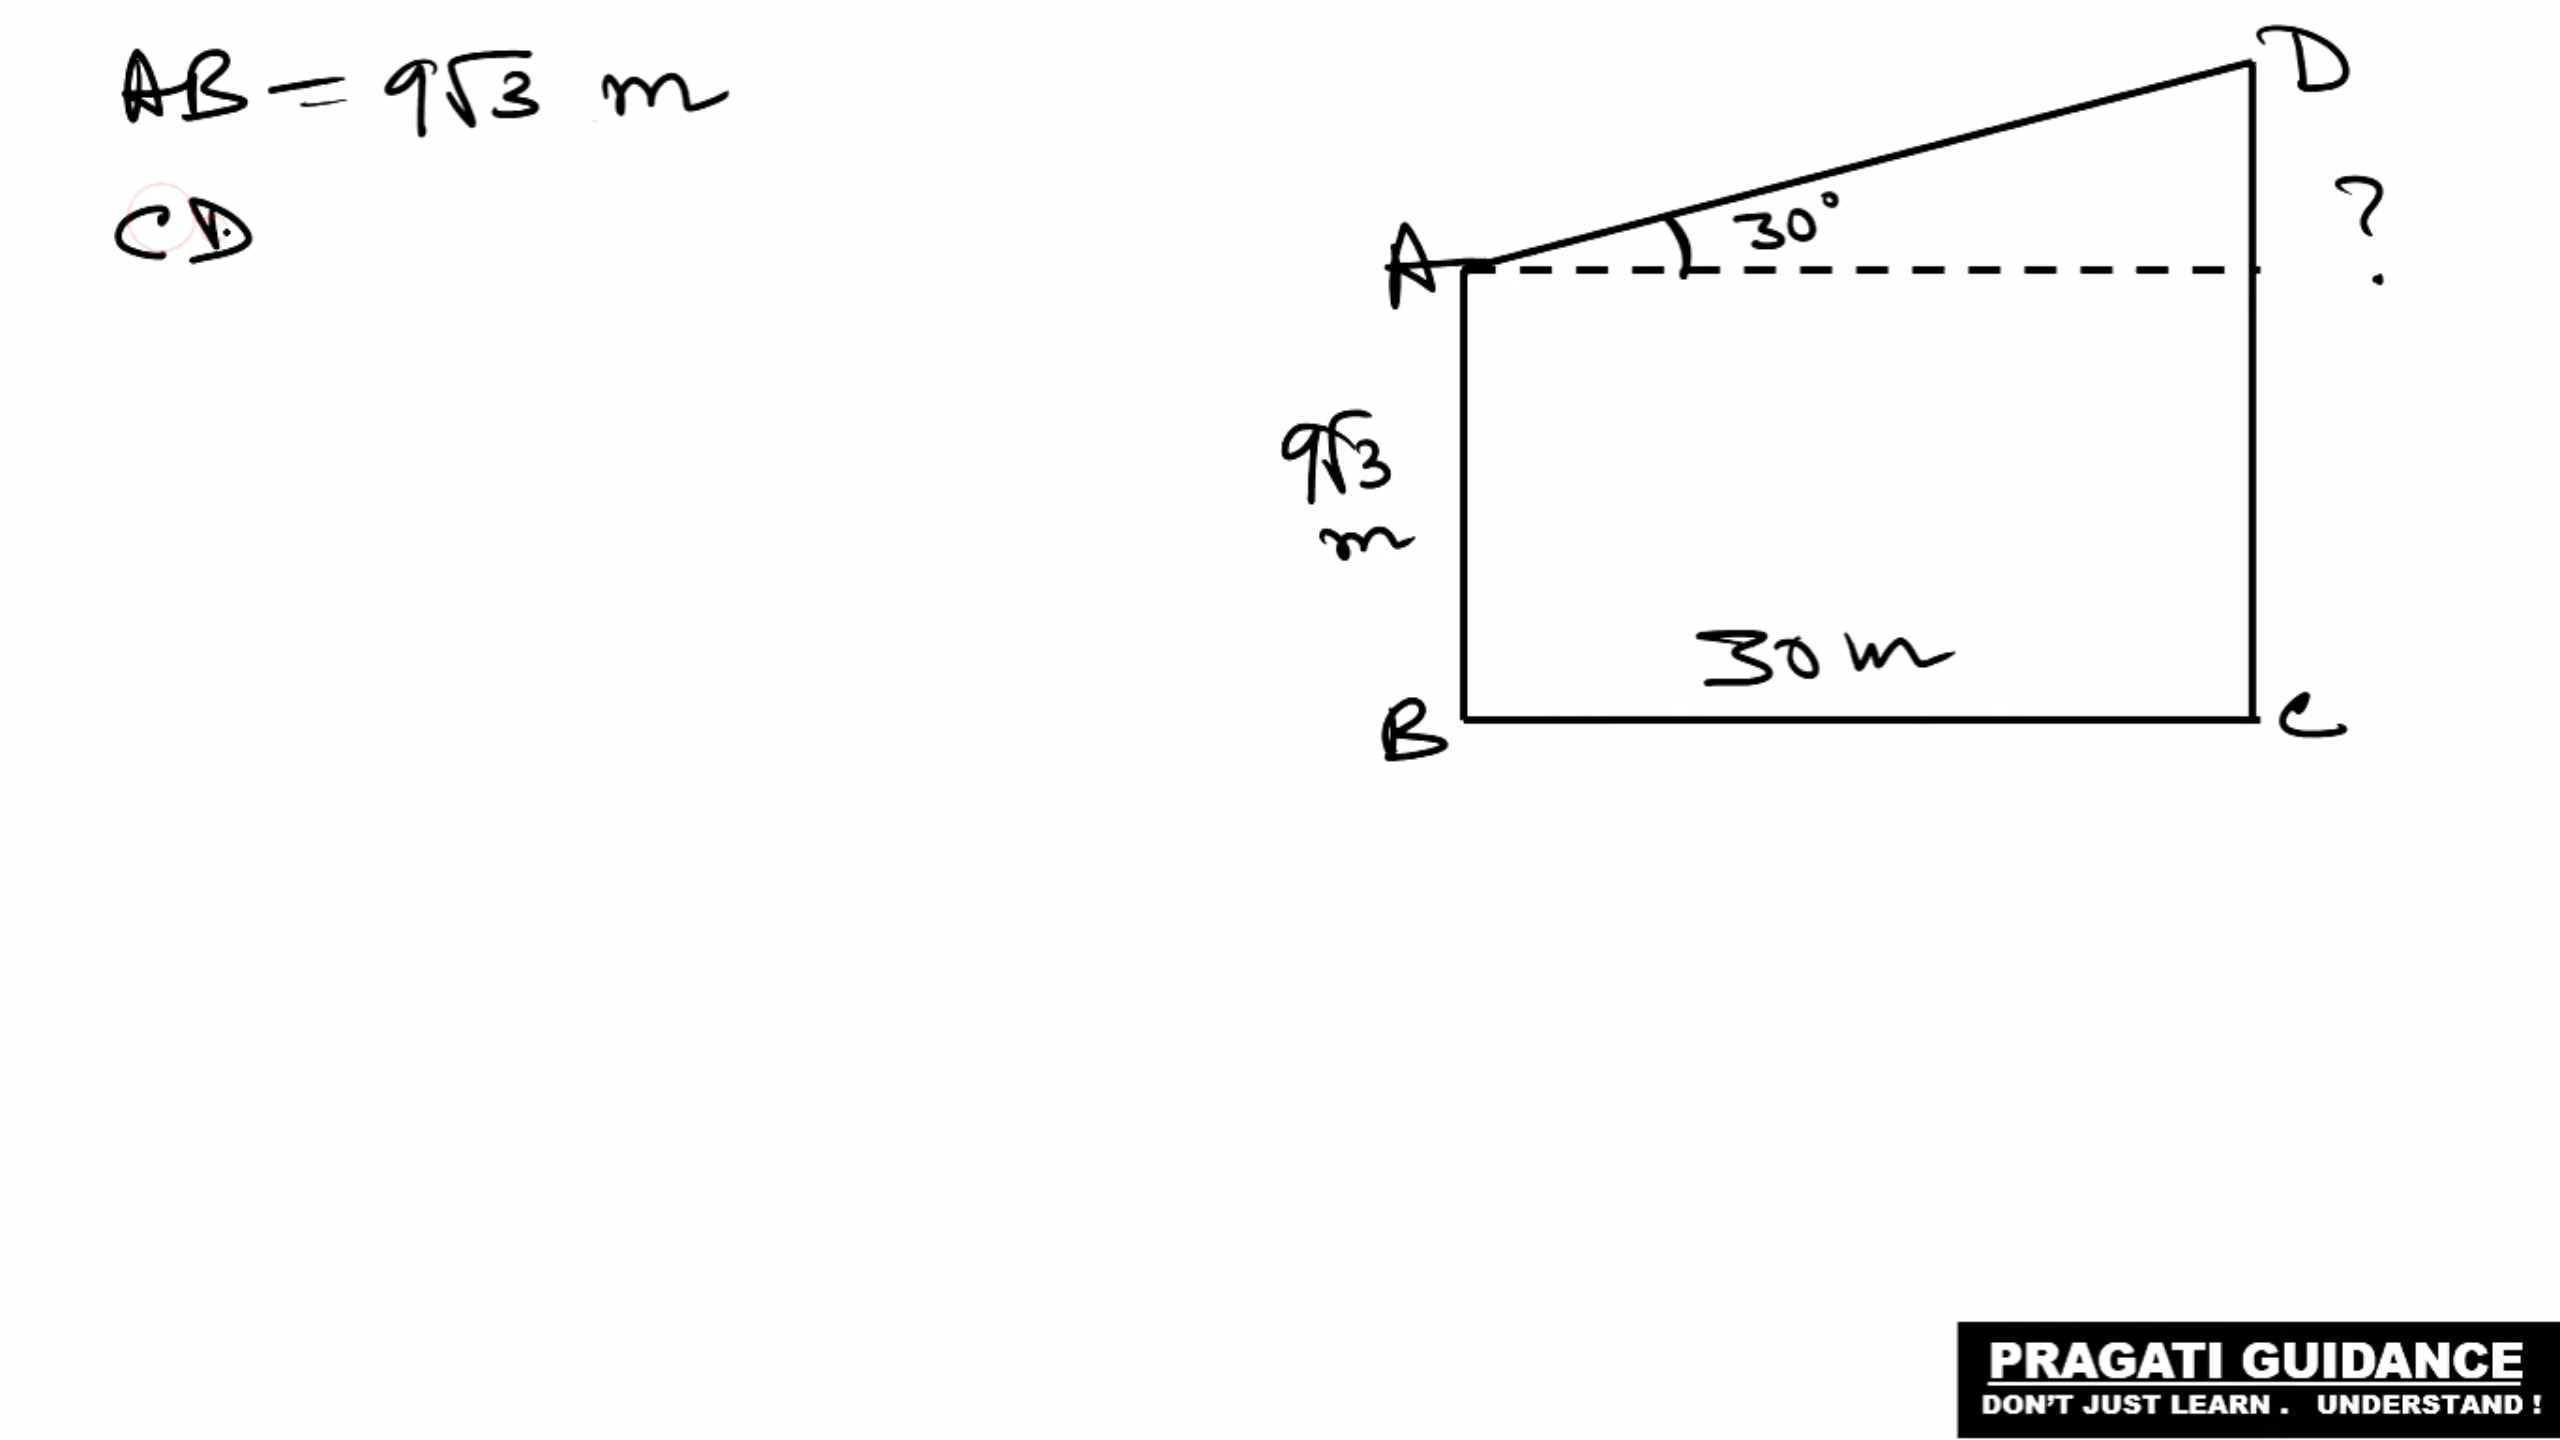 AB = 9√3 m
CD
D
30°
?
A
9√3
m
30 m
B
C
PRAGATI GUIDANCE
DON'T JUST LEARN . UNDERSTAND !